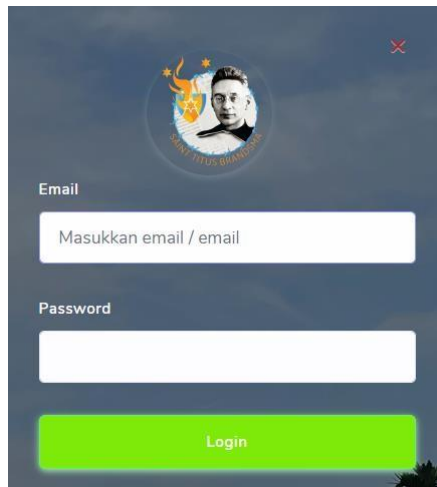 SAINT TITUS BRANDSMA
Email
Masukkan email / email
Password
Login